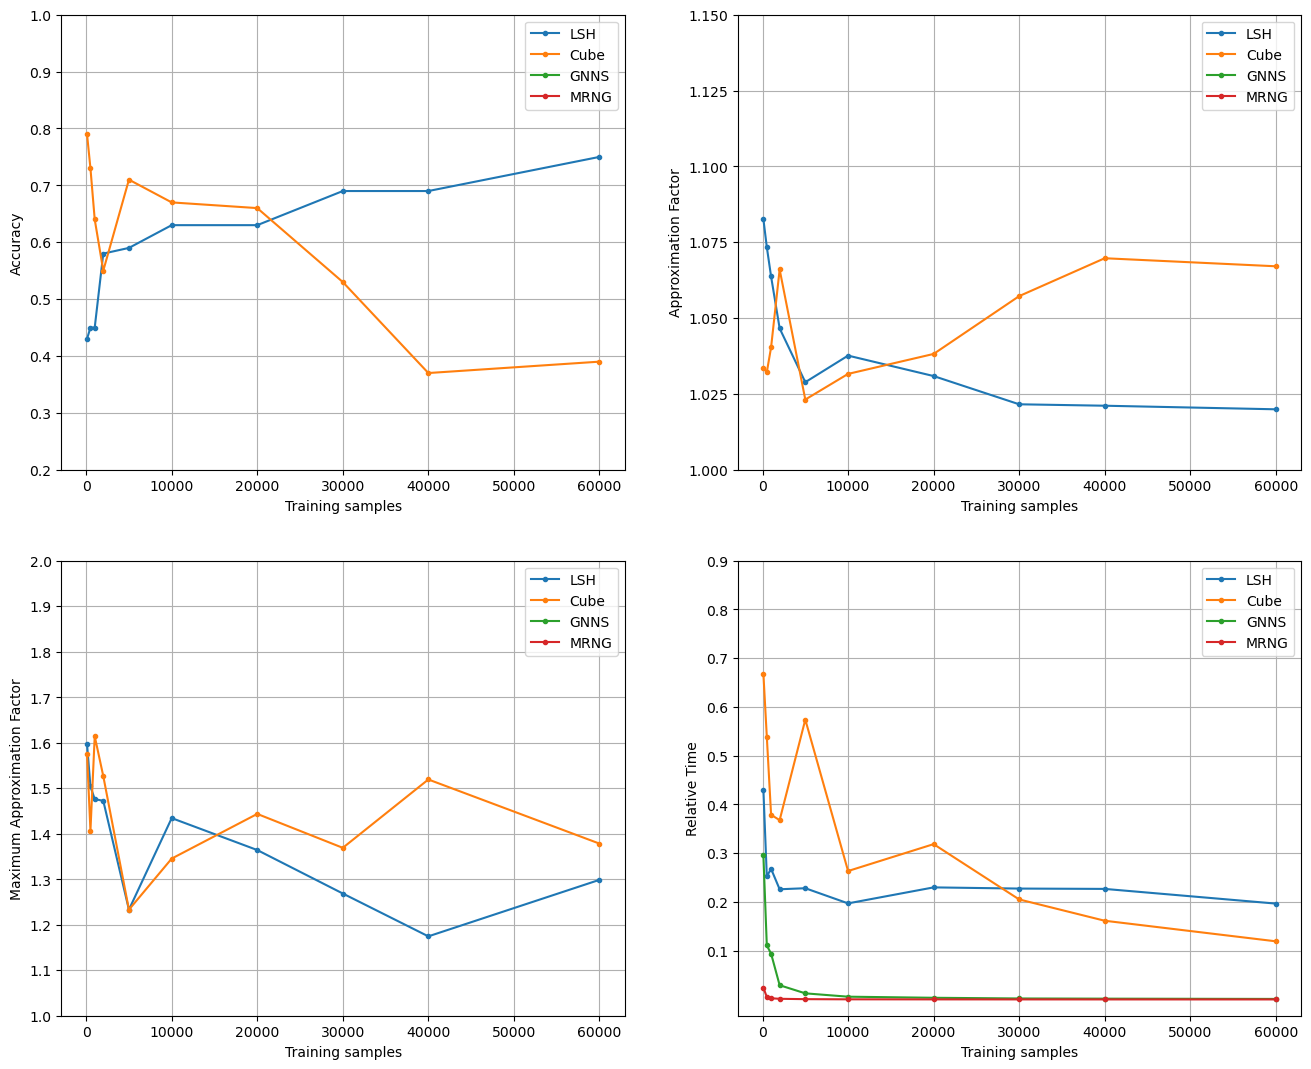 1.0
0.9
0.8
0.7
0.6
0.5
0.4
0.3
0.2
Accuracy
0 10000 20000 30000 40000 50000 60000
Training samples
LSH
Cube
GNNS
MRNG
1.150
1.125
1.100
1.075
1.050
1.025
1.000
Approximation Factor
0 10000 20000 30000 40000 50000 60000
Training samples
LSH
Cube
GNNS
MRNG
2.0
1.9
1.8
1.7
1.6
1.5
1.4
1.3
1.2
1.1
1.0
Maximum Approximation Factor
0 10000 20000 30000 40000 50000 60000
Training samples
LSH
Cube
GNNS
MRNG
0.9
0.8
0.7
0.6
0.5
0.4
0.3
0.2
0.1
Relative Time
0 10000 20000 30000 40000 50000 60000
Training samples
LSH
Cube
GNNS
MRNG